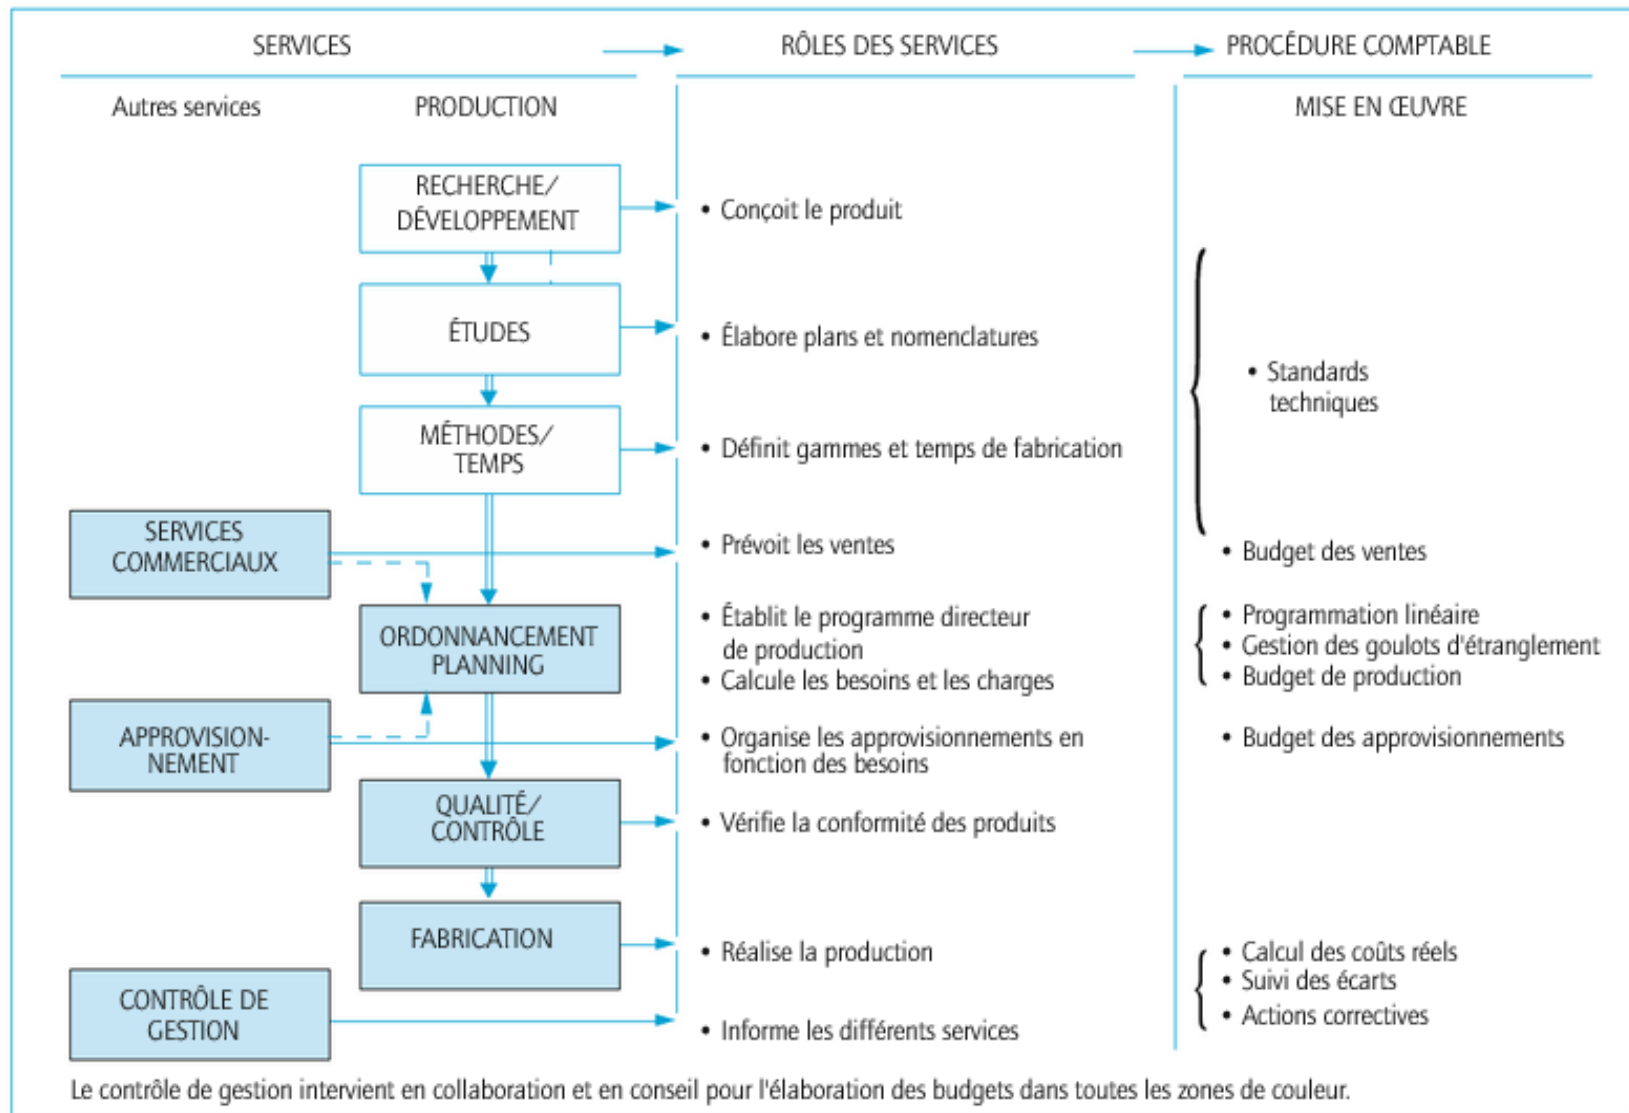 SERVICES
RÔLES DES SERVICES
PROCÉDURE COMPTABLE
Autres services
PRODUCTION
MISE EN ŒUVRE
RECHERCHE/
DÉVELOPPEMENT
• Conçoit le produit
ÉTUDES
• Élabore plans et nomenclatures
• Standards
techniques
MÉTHODES/
TEMPS
• Définit gammes et temps de fabrication
SERVICES
COMMERCIAUX
• Prévoit les ventes
• Budget des ventes
ORDONNANCEMENT
PLANNING
• Établit le programme directeur
de production
• Calcule les besoins et les charges
• Programmation linéaire
• Gestion des goulots d'étranglement
• Budget de production
APPROVISION-
NEMENT
• Organise les approvisionnements en
fonction des besoins
• Budget des approvisionnements
QUALITÉ/
CONTRÔLE
• Vérifie la conformité des produits
FABRICATION
• Réalise la production
• Calcul des coûts réels
• Suivi des écarts
• Actions correctives
CONTRÔLE DE
GESTION
• Informe les différents services
Le contrôle de gestion intervient en collaboration et en conseil pour l'élaboration des budgets dans toutes les zones de couleur.